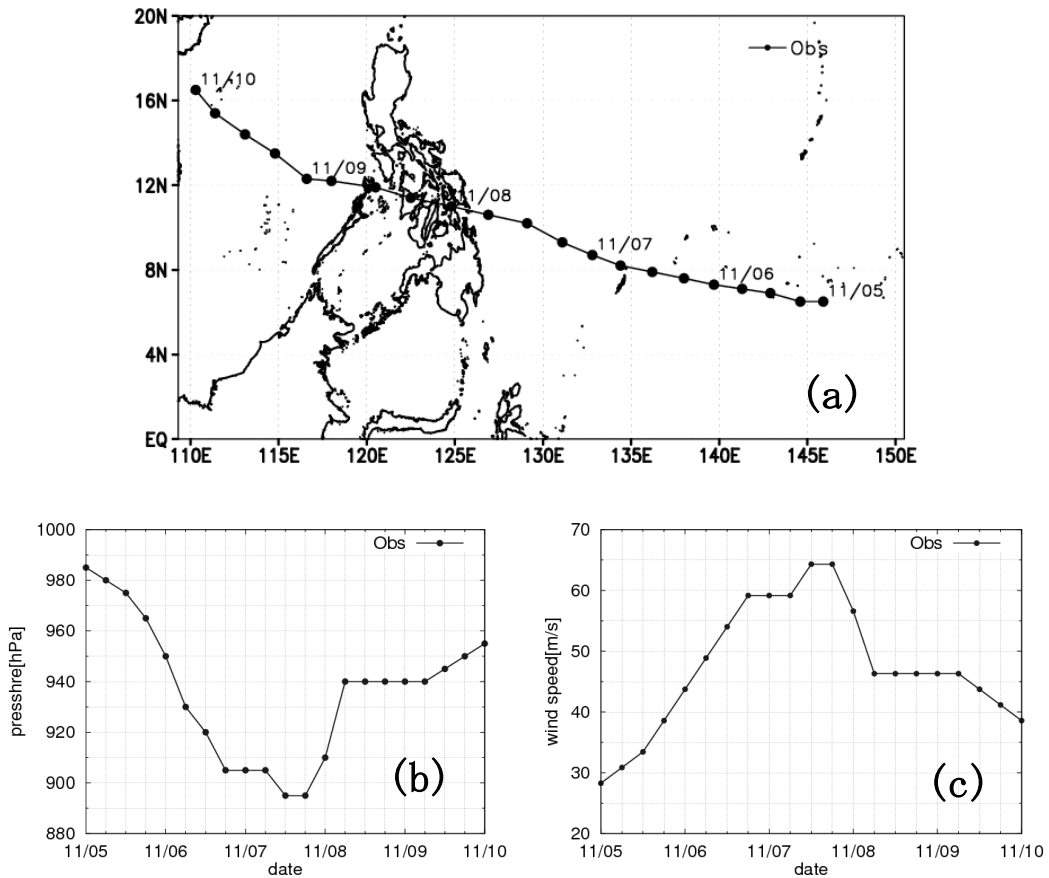 20N
16N
12N
8N
4N
EQ
110E 115E 120E 125E 130E 135E 140E 145E 150E
Obs
11/10
11/09
11/08
11/07
11/06
11/05
(a)
1000
980
960
940
920
900
880
presshre[hPa]
Obs
(b)
11/05 11/06 11/07 11/08 11/09 11/10
date
70
60
50
40
30
20
wind speed[m/s]
Obs
(c)
11/05 11/06 11/07 11/08 11/09 11/10
date